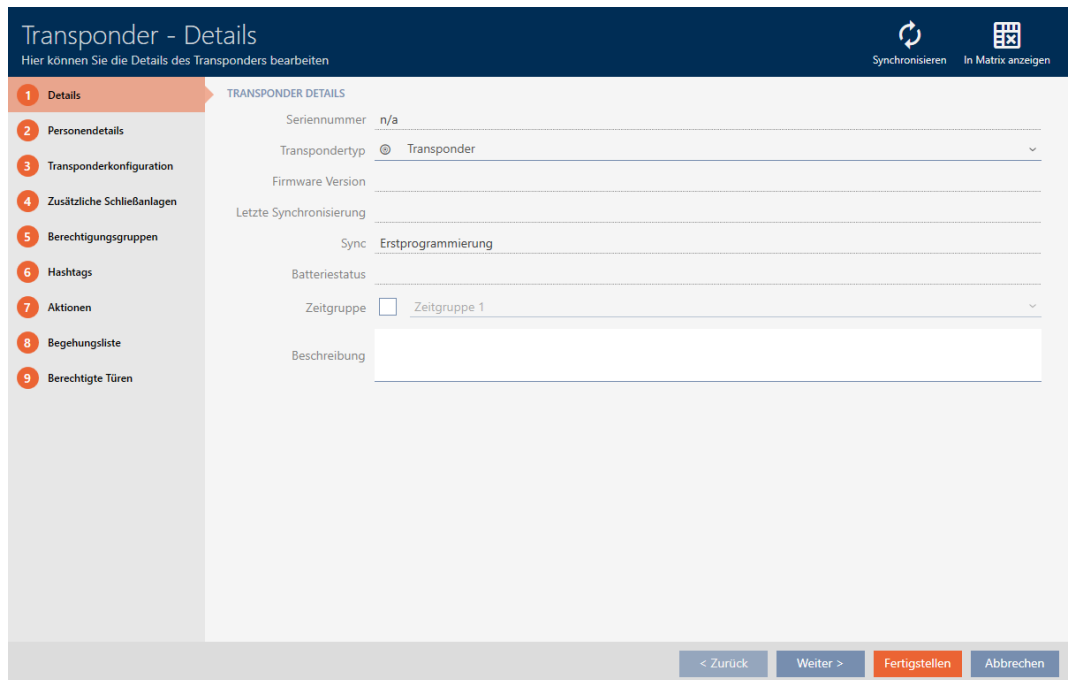 Transponder - Details
Hier können Sie die Details des Transponders bearbeiten
Synchronisieren
In Matrix anzeigen
1 Details
2 Personendetails
3 Transponderkonfiguration
4 Zusätzliche Schließanlagen
5 Berechtigungsgruppen
6 Hashtags
7 Aktionen
8 Begehungsliste
9 Berechtigte Türen
TRANSPONDER DETAILS
Seriennummer n/a
Transpondertyp Transponder
Firmware Version
Letzte Synchronisierung
Sync Erstprogrammierung
Batteriestatus
Zeitgruppe Zeitgruppe 1
Beschreibung
< Zurück
Weiter >
Fertigstellen
Abbrechen